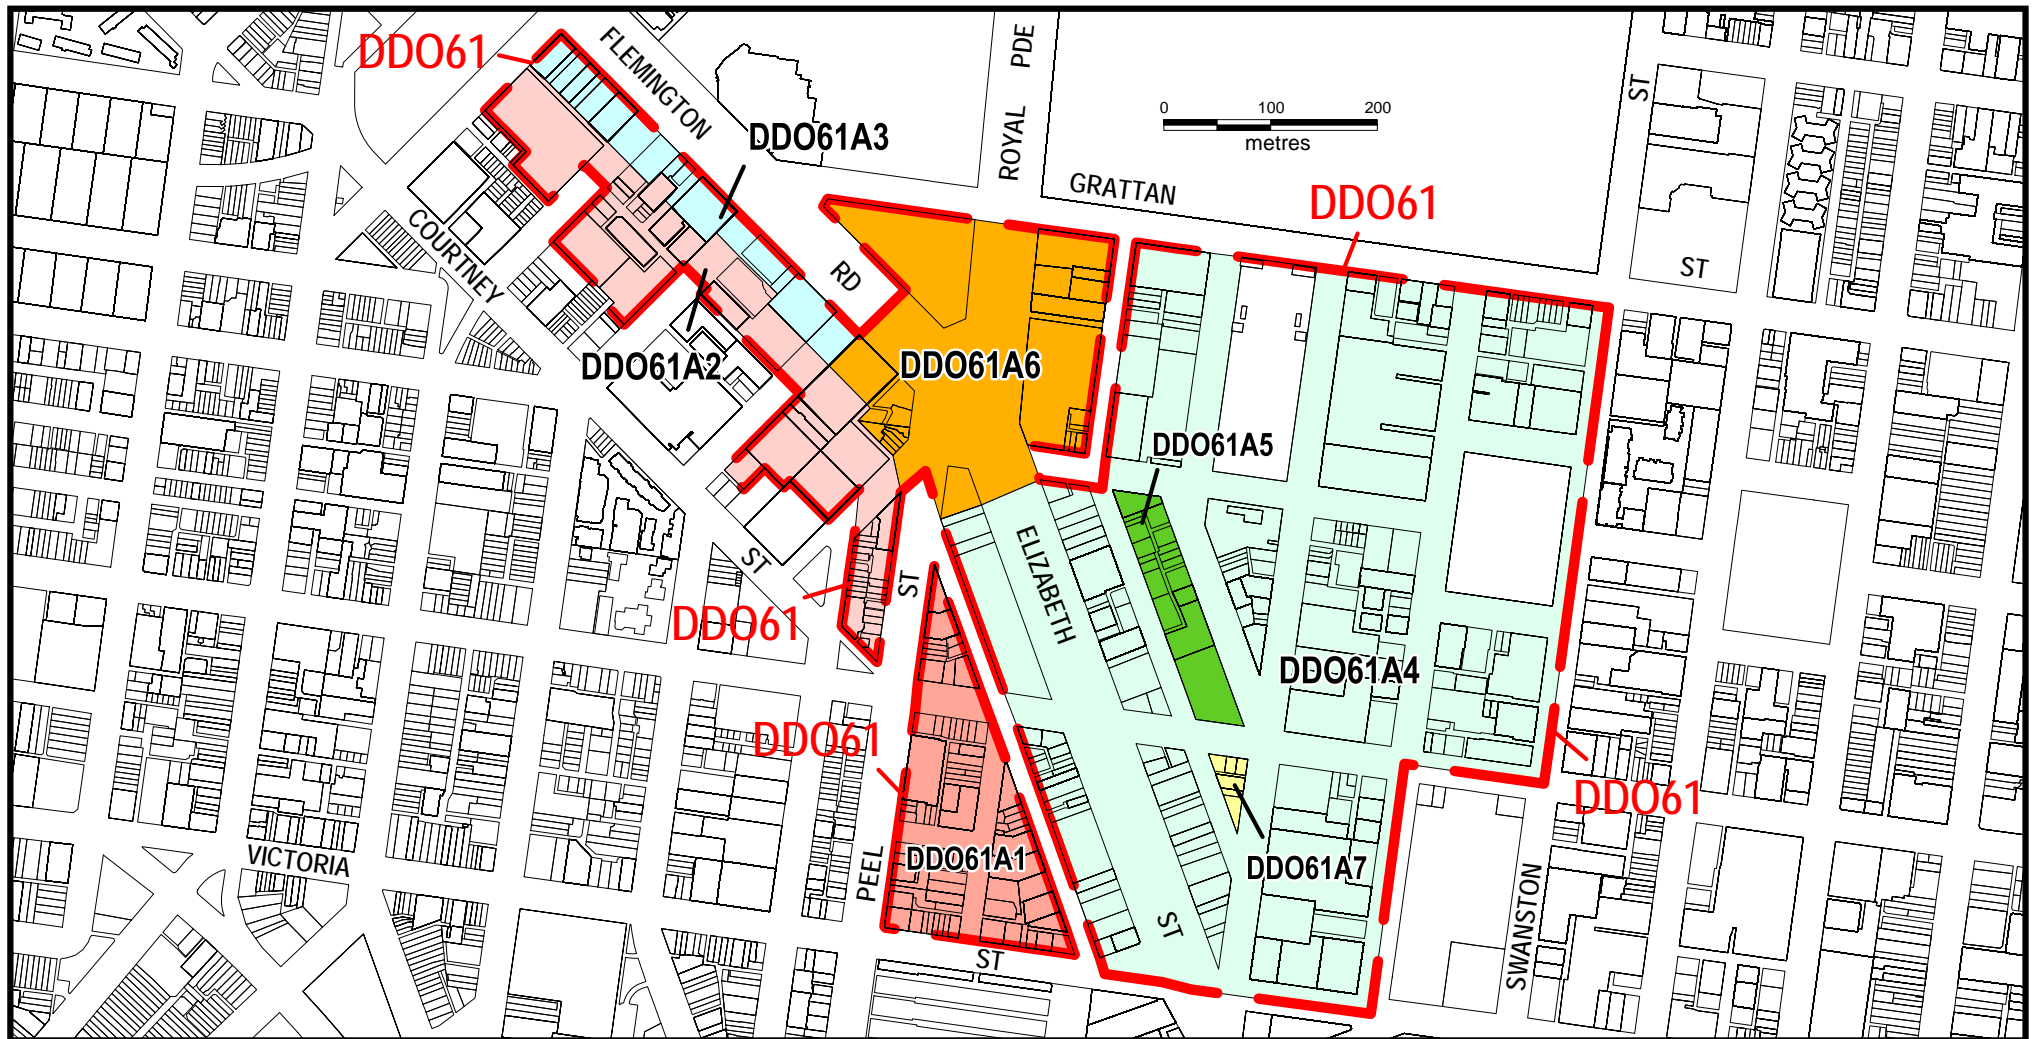 DDO61
FLEMINGTON
ROYAL PDE
ST
0 100 200
metres
DDO61A3
GRATTAN
DDO61
COURTNEY
RD
ST
DDO61A2
DDO61A6
DDO61A5
ELIZABETH
ST
ST
DDO61
DDO61A4
DDO61
DDO61
VICTORIA
PEEL
DDO61A1
DDO61A7
ST
ST
SWANSTON